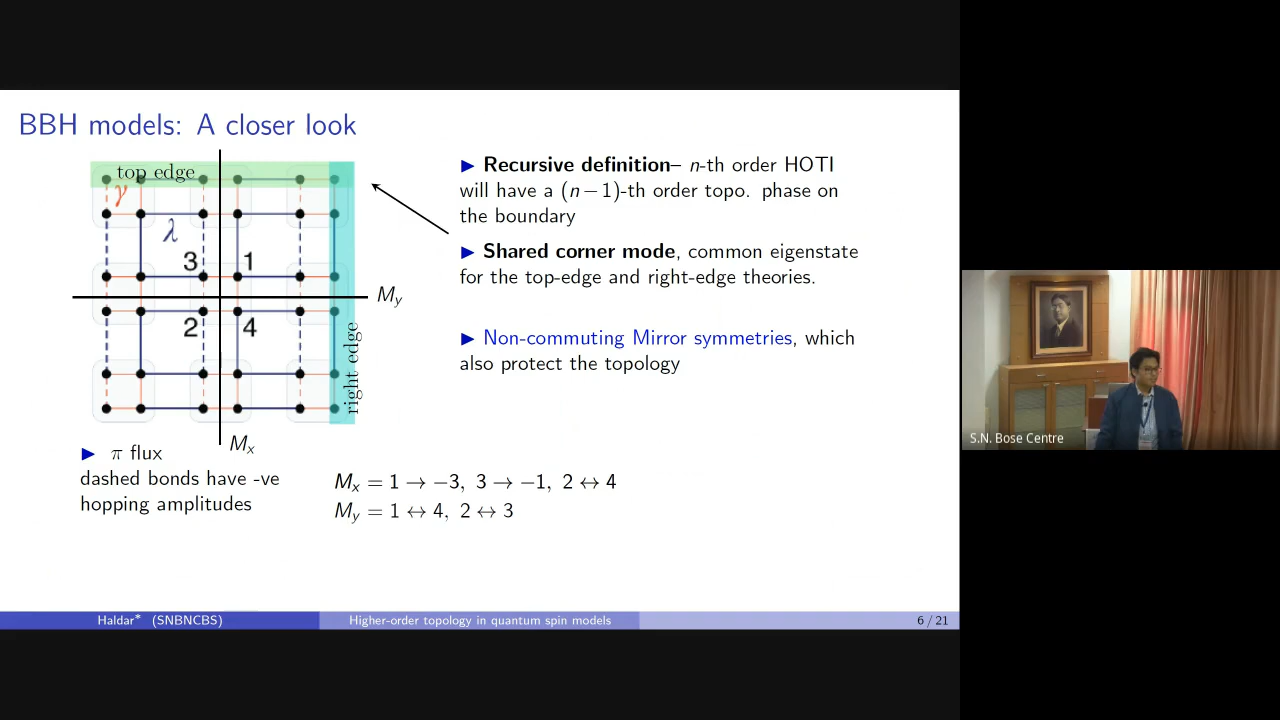 BBH models: A closer look
top edge
γ
λ
3 1
2 4
M_y
M_x
right edge
▶ π flux
dashed bonds have -ve
hopping amplitudes
▶ Recursive definition– n-th order HOTI
will have a (n − 1)-th order topo. phase on
the boundary
▶ Shared corner mode, common eigenstate
for the top-edge and right-edge theories.
▶ Non-commuting Mirror symmetries, which
also protect the topology
M_x = 1 → −3, 3 → −1, 2 ↔ 4
M_y = 1 ↔ 4, 2 ↔ 3
Haldar* (SNBNCBS)
Higher-order topology in quantum spin models
6 / 21
S.N. Bose Centre